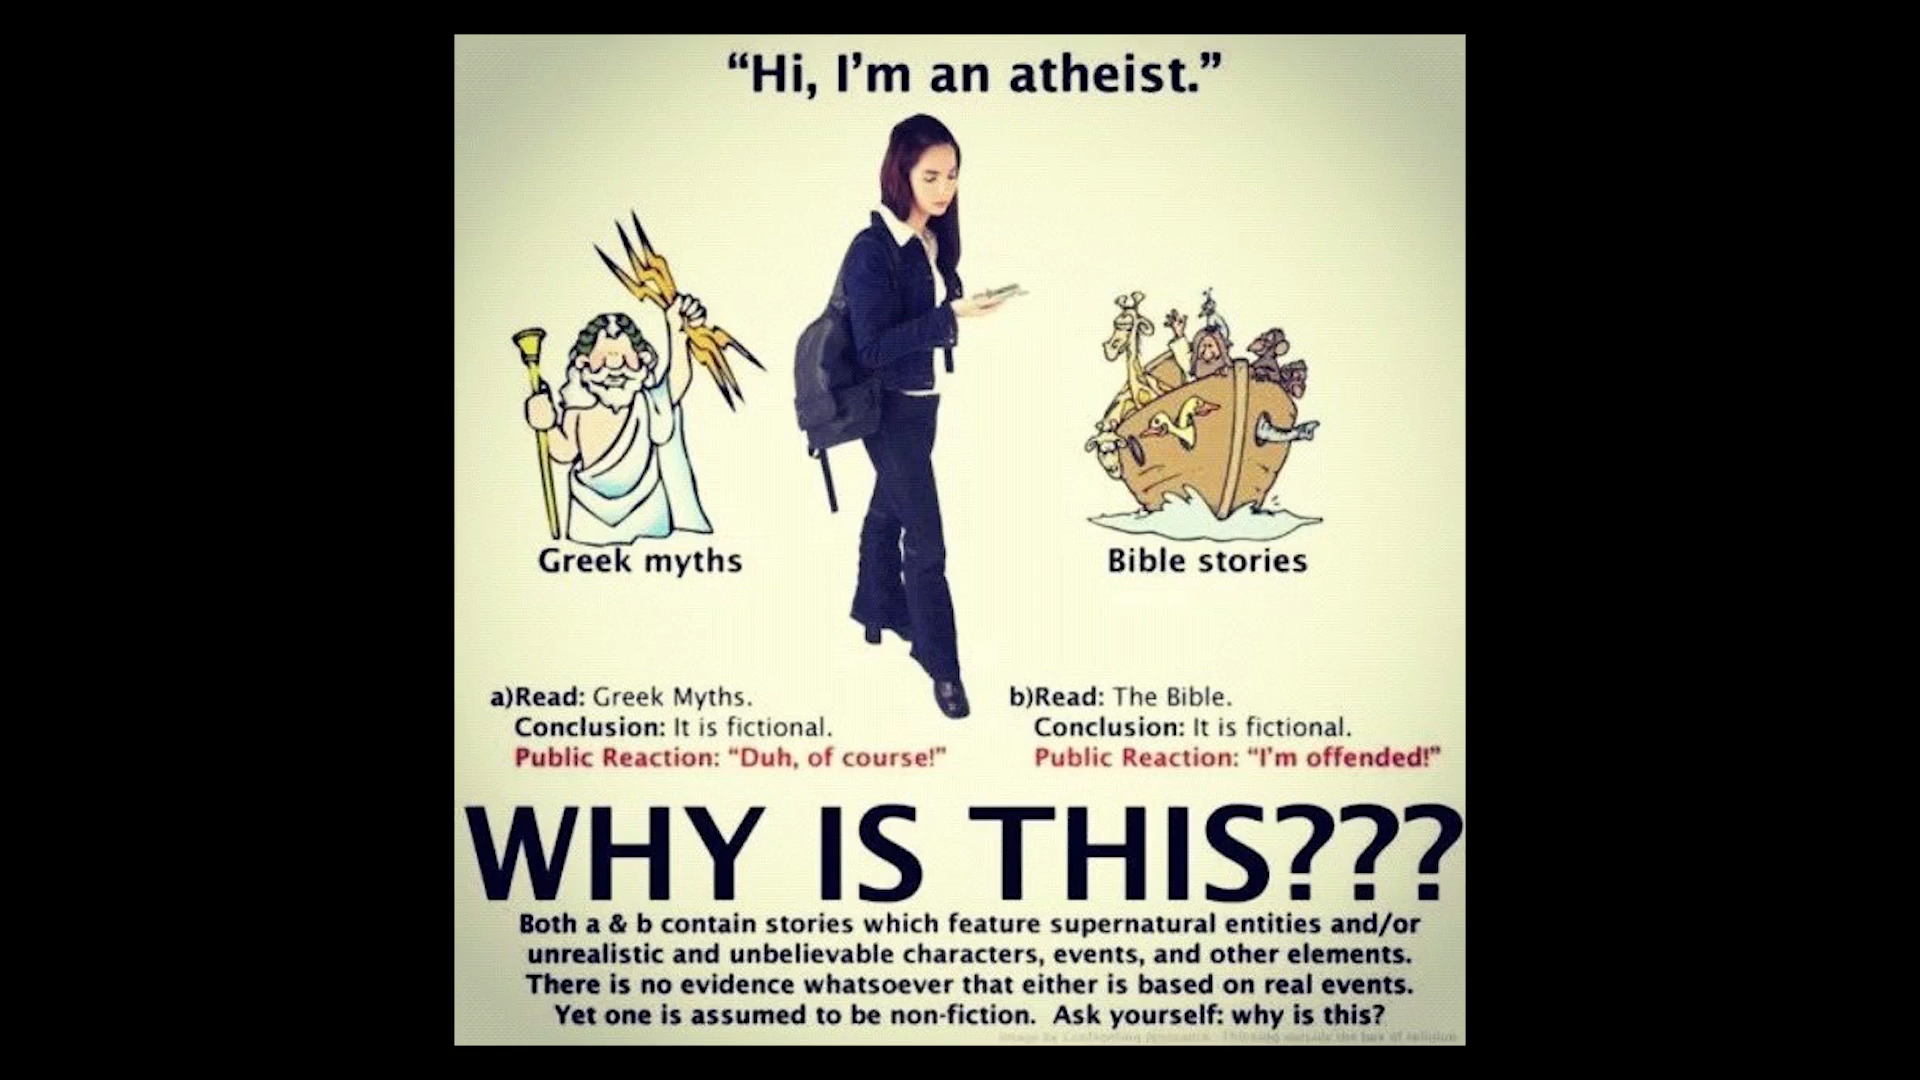 “Hi, I’m an atheist.”
Greek myths
Bible stories
a)Read: Greek Myths.
Conclusion: It is fictional.
Public Reaction: “Duh, of course!”
b)Read: The Bible.
Conclusion: It is fictional.
Public Reaction: “I’m offended!”
WHY IS THIS???
Both a & b contain stories which feature supernatural entities and/or
unrealistic and unbelievable characters, events, and other elements.
There is no evidence whatsoever that either is based on real events.
Yet one is assumed to be non-fiction. Ask yourself: why is this?